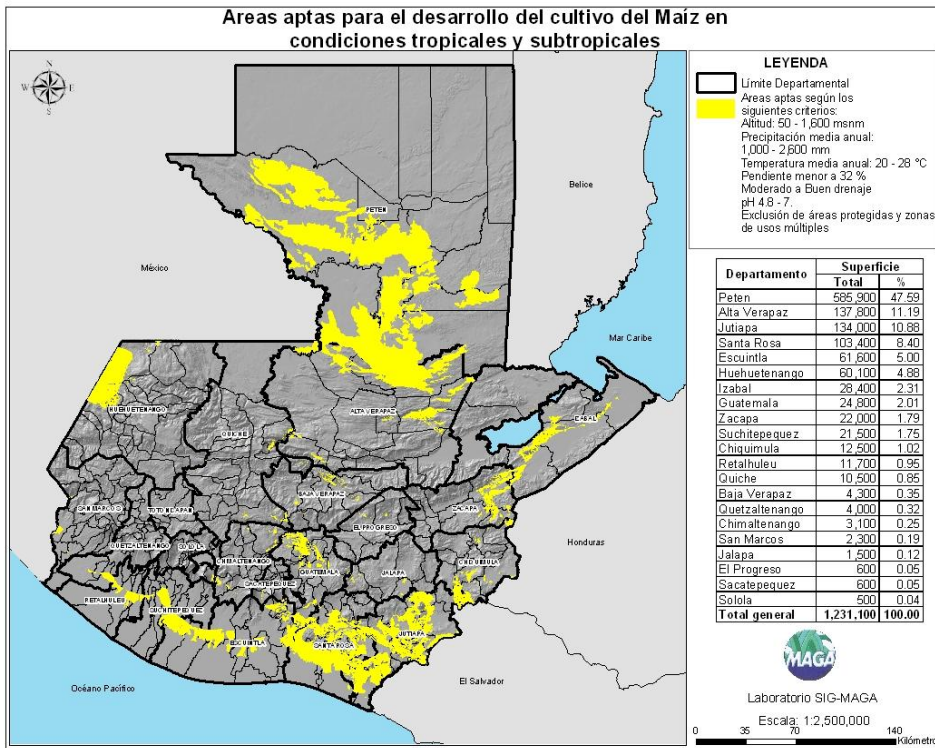 Areas aptas para el desarrollo del cultivo del Maíz en
condiciones tropicales y subtropicales
N
W E
S
México
Belice
Mar Caribe
Honduras
El Salvador
Océano Pacífico
PETEN
HUEHUETENANGO
QUICHE
ALTA VERAPAZ
IZABAL
SAN MARCOS
TOTONICAPAN
BAJA VERAPAZ
ZACAPA
EL PROGRESO
QUETZALTENANGO
SOLOLA
CHIMALTENANGO
GUATEMALA
SACATEPEQUEZ
JALAPA
CHIQUIMULA
RETALHULEU
SUCHITEPEQUEZ
ESCUINTLA
SANTA ROSA
JUTIAPA
LEYENDA
Límite Departamental
Areas aptas según los
siguientes criterios:
Altitud: 50 - 1,600 msnm
Precipitación media anual:
1,000 - 2,600 mm
Temperatura media anual: 20 - 28 °C
Pendiente menor a 32 %
Moderado a Buen drenaje
pH 4.8 - 7.
Exclusión de áreas protegidas y zonas
de usos múltiples
Departamento Superficie
Total %
Peten 585,900 47.59
Alta Verapaz 137,800 11.19
Jutiapa 134,000 10.88
Santa Rosa 103,400 8.40
Escuintla 61,600 5.00
Huehuetenango 60,100 4.88
Izabal 28,400 2.31
Guatemala 24,800 2.01
Zacapa 22,000 1.79
Suchitepequez 21,500 1.75
Chiquimula 12,500 1.02
Retalhuleu 11,700 0.95
Quiche 10,500 0.85
Baja Verapaz 4,300 0.35
Quetzaltenango 4,000 0.32
Chimaltenango 3,100 0.25
San Marcos 2,300 0.19
Jalapa 1,500 0.12
El Progreso 600 0.05
Sacatepequez 600 0.05
Solola 500 0.04
Total general 1,231,100 100.00
MAGA
Laboratorio SIG-MAGA
Escala: 1:2,500,000
0 35 70 140
Kilómetro